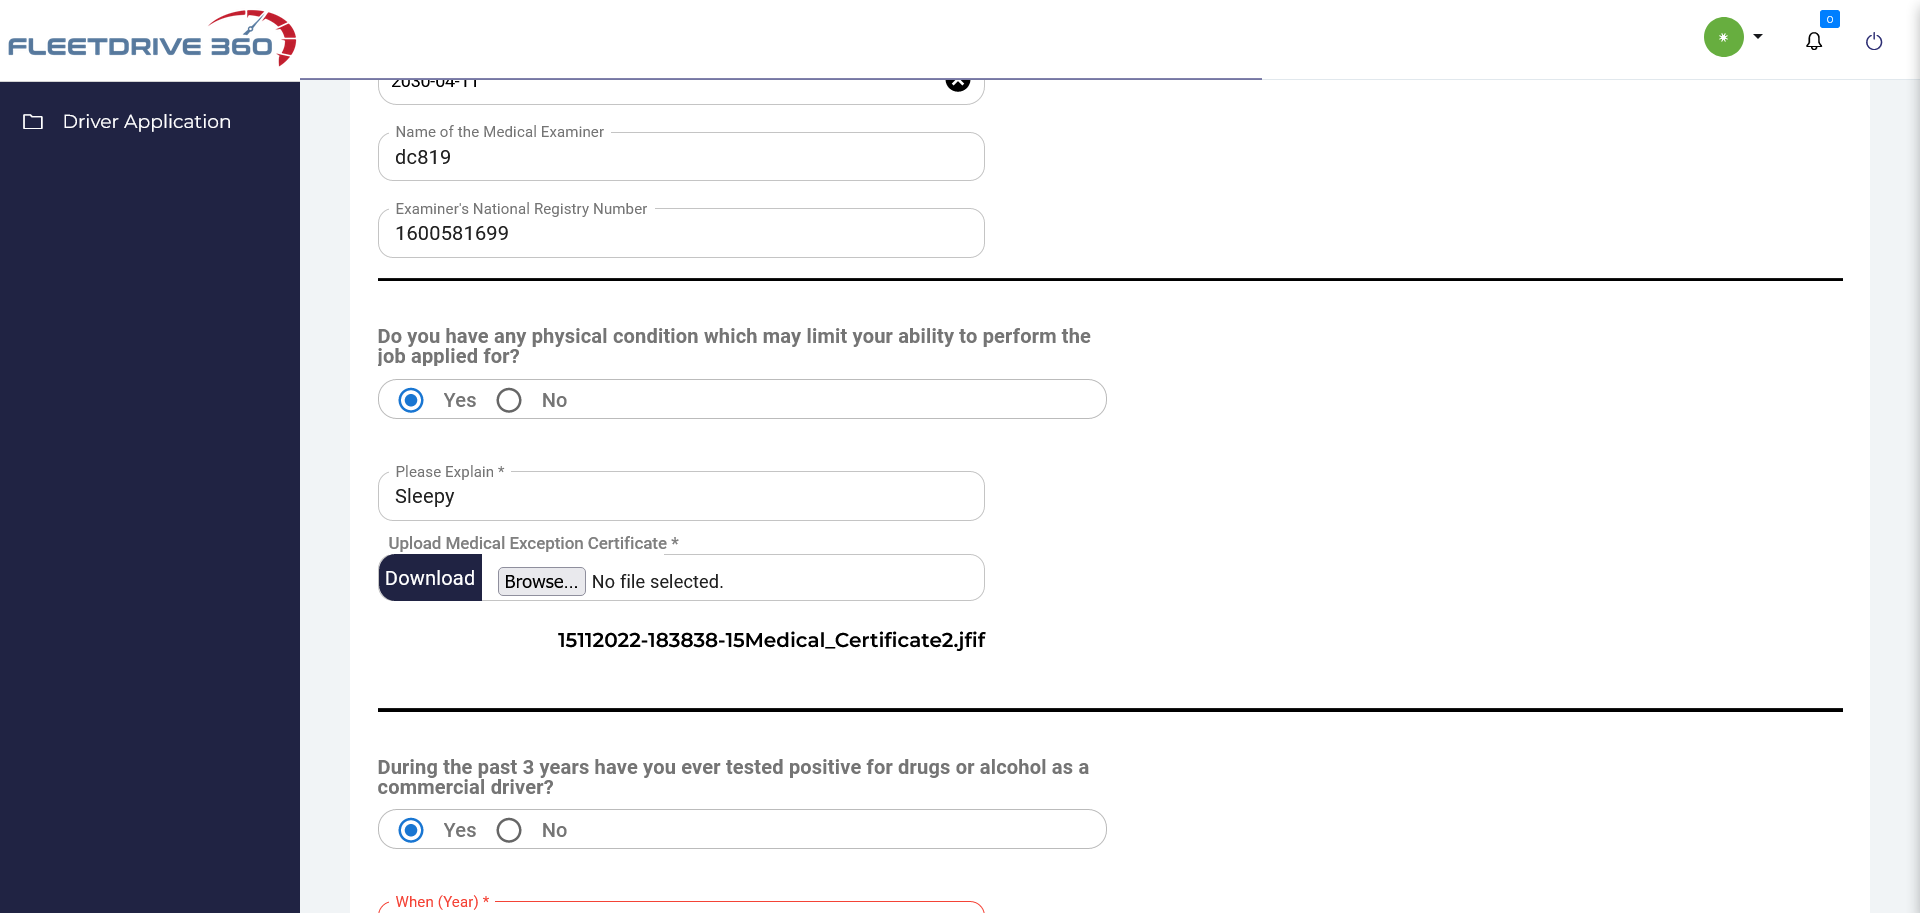 FLEETDRIVE 360
0
Driver Application
2030-04-11
Name of the Medical Examiner
dc819
Examiner's National Registry Number
1600581699
Do you have any physical condition which may limit your ability to perform the
job applied for?
Yes No
Please Explain *
Sleepy
Upload Medical Exception Certificate *
Download Browse... No file selected.
15112022-183838-15Medical_Certificate2.jfif
During the past 3 years have you ever tested positive for drugs or alcohol as a
commercial driver?
Yes No
When (Year) *